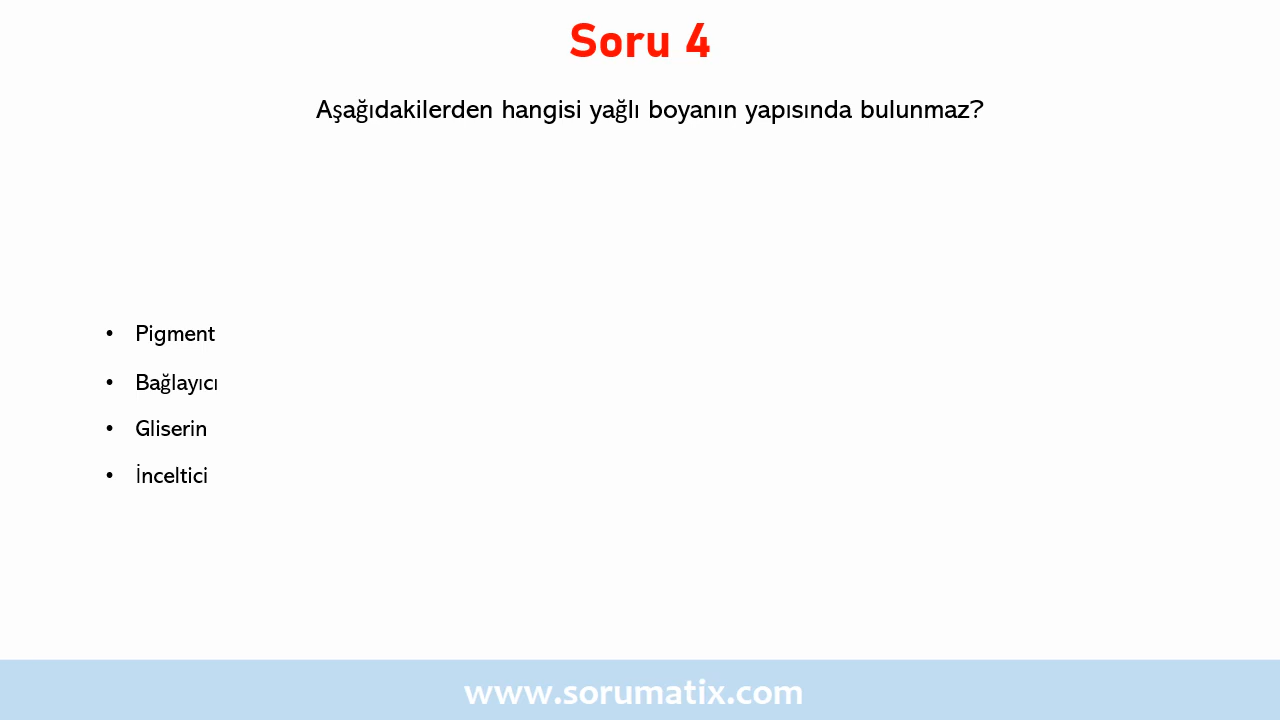 Soru 4
Aşağıdakilerden hangisi yağlı boyanın yapısında bulunmaz?
• Pigment
• Bağlayıcı
• Gliserin
• İnceltici
www.sorumatix.com